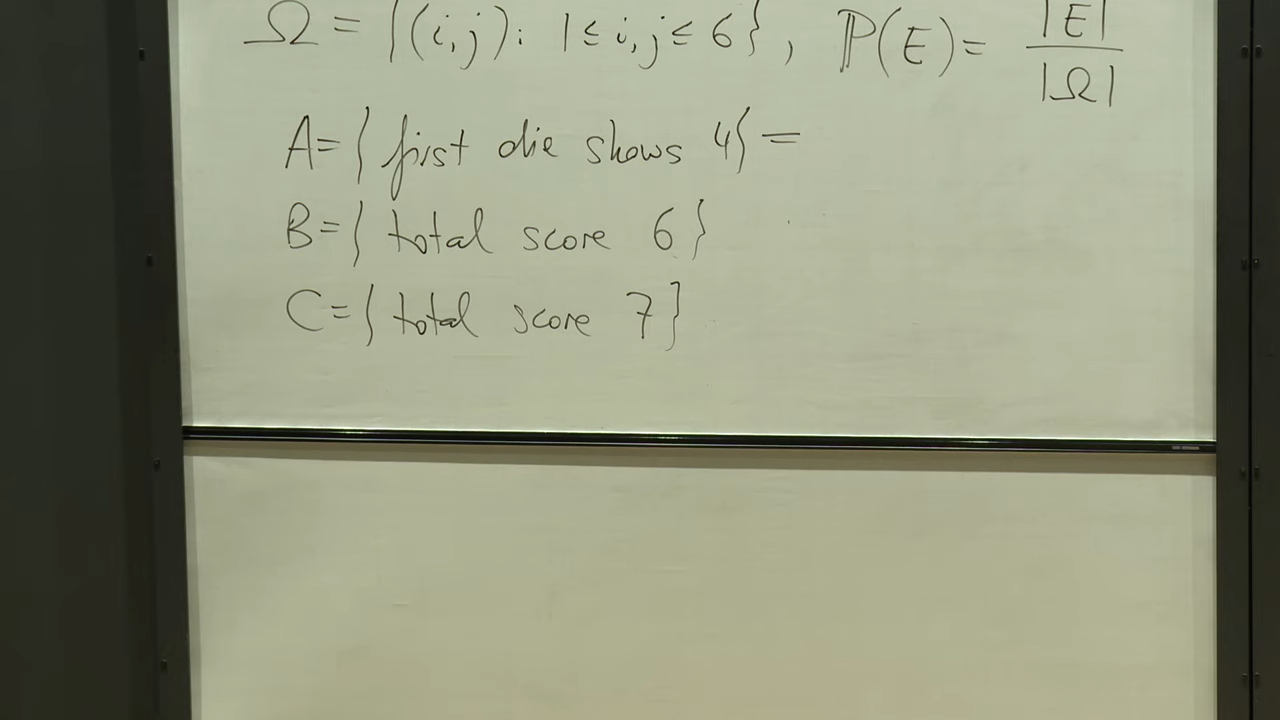 Ω = {(i,j): 1 ≤ i,j ≤ 6}, ℙ(E) = |E| / |Ω|
A = { first die shows 4} =
B = { total score 6 }
C = { total score 7 }